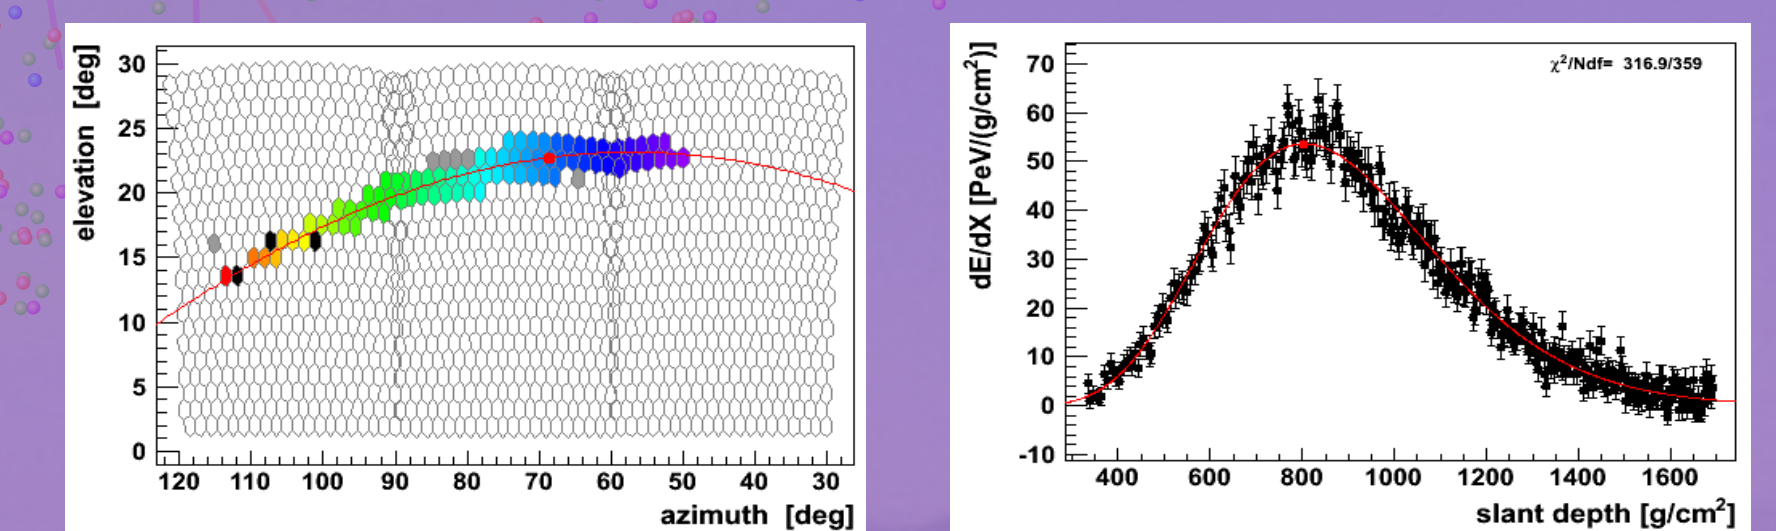 elevation [deg]
30
25
20
15
10
5
0
120 110 100 90 80 70 60 50 40 30
azimuth [deg]
dE/dX [PeV/(g/cm²)]
χ²/Ndf= 316.9/359
70
60
50
40
30
20
10
0
-10
400 600 800 1000 1200 1400 1600
slant depth [g/cm²]